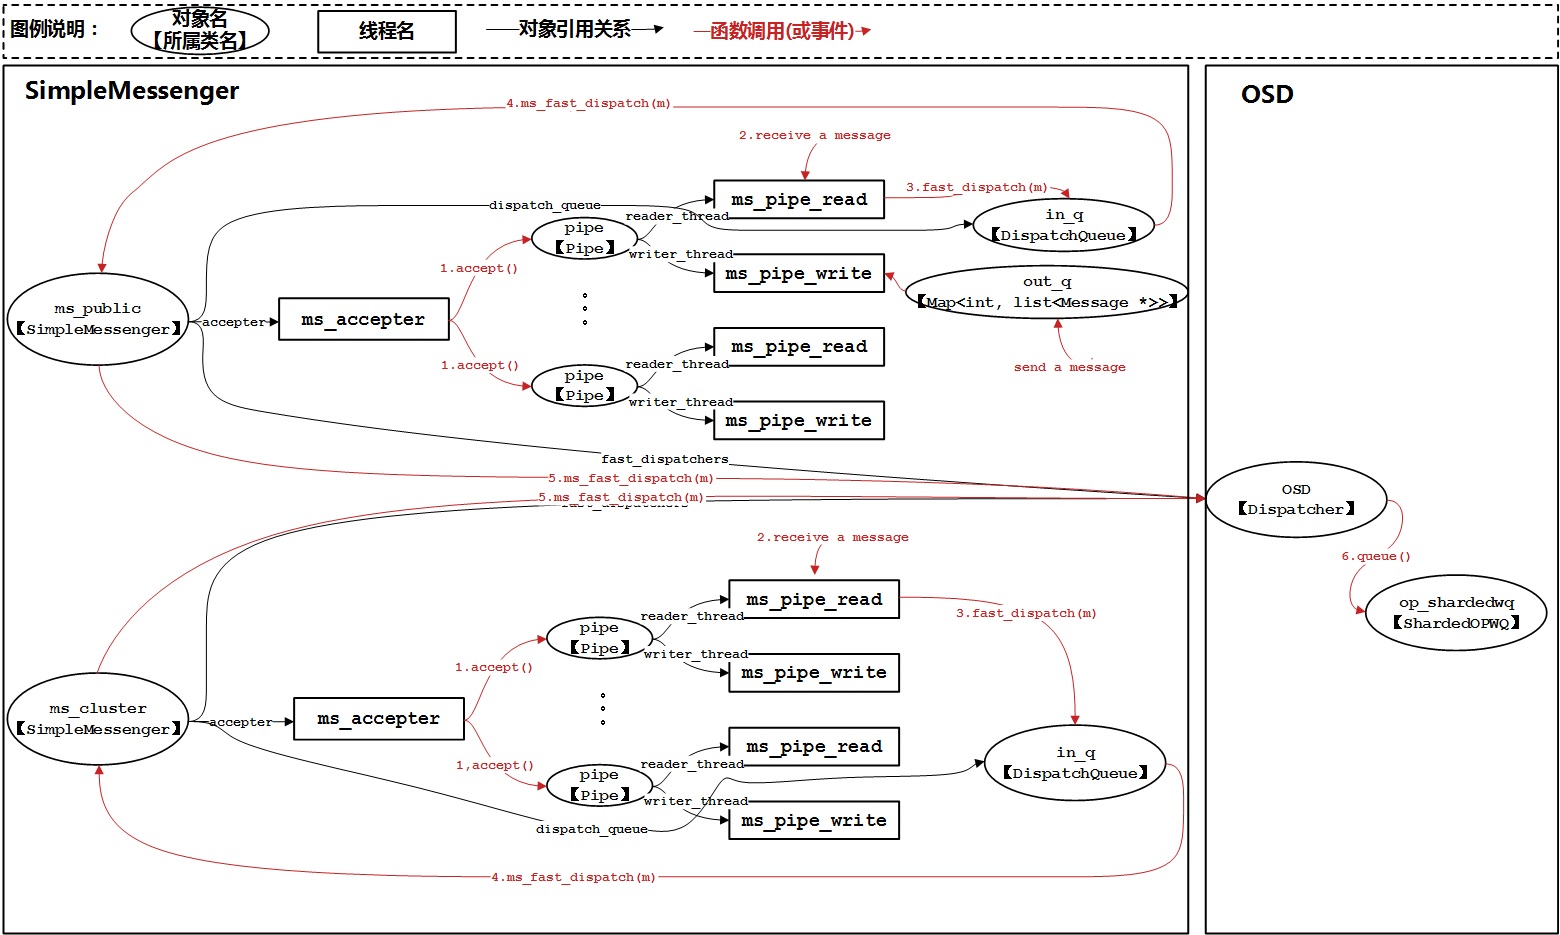 图例说明：
对象名
【所属类名】
线程名
对象引用关系
函数调用(或事件)
SimpleMessenger
OSD
4.ms_fast_dispatch(m)
2.receive a message
ms_pipe_read
3.fast_dispatch(m)
dispatch_queue
reader_thread
in_q
【DispatchQueue】
pipe
【Pipe】
writer_thread
1.accept()
ms_pipe_write
out_q
【Map<int, list<Message *>>】
ms_public
【SimpleMessenger】
accepter
ms_accepter
ms_pipe_read
1.accept()
reader_thread
send a message
pipe
【Pipe】
writer_thread
ms_pipe_write
fast_dispatchers
5.ms_fast_dispatch(m)
5.ms_fast_dispatch(m)
OSD
【Dispatcher】
2.receive a message
6.queue()
ms_pipe_read
3.fast_dispatch(m)
op_shardedwq
【ShardedOPWQ】
reader_thread
pipe
【Pipe】
writer_thread
1.accept()
ms_pipe_write
ms_cluster
【SimpleMessenger】
accepter
ms_accepter
ms_pipe_read
1,accept()
reader_thread
in_q
【DispatchQueue】
pipe
【Pipe】
writer_thread
ms_pipe_write
dispatch_queue
4.ms_fast_dispatch(m)